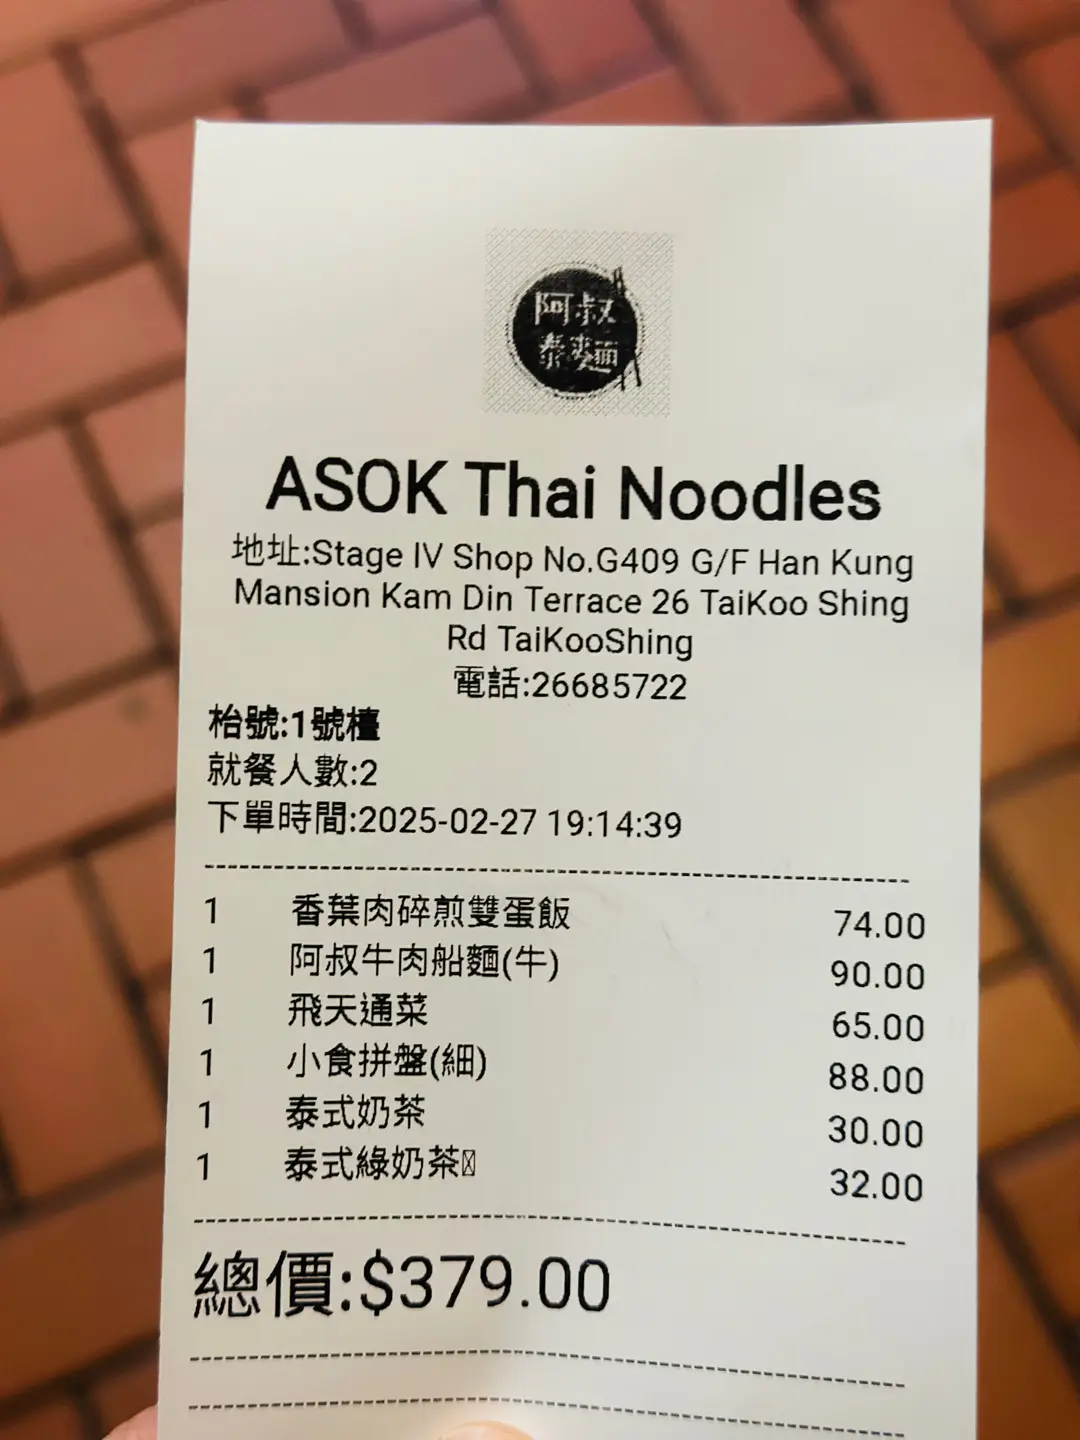 阿叔
泰麵
ASOK Thai Noodles
地址:Stage IV Shop No.G409 G/F Han Kung
Mansion Kam Din Terrace 26 TaiKoo Shing
Rd TaiKooShing
電話:26685722
枱號:1號檯
就餐人數:2
下單時間:2025-02-27 19:14:39
1 香葉肉碎煎雙蛋飯 74.00
1 阿叔牛肉船麵(牛) 90.00
1 飛天通菜 65.00
1 小食拼盤(細) 88.00
1 泰式奶茶 30.00
1 泰式綠奶茶 32.00
總價:$379.00